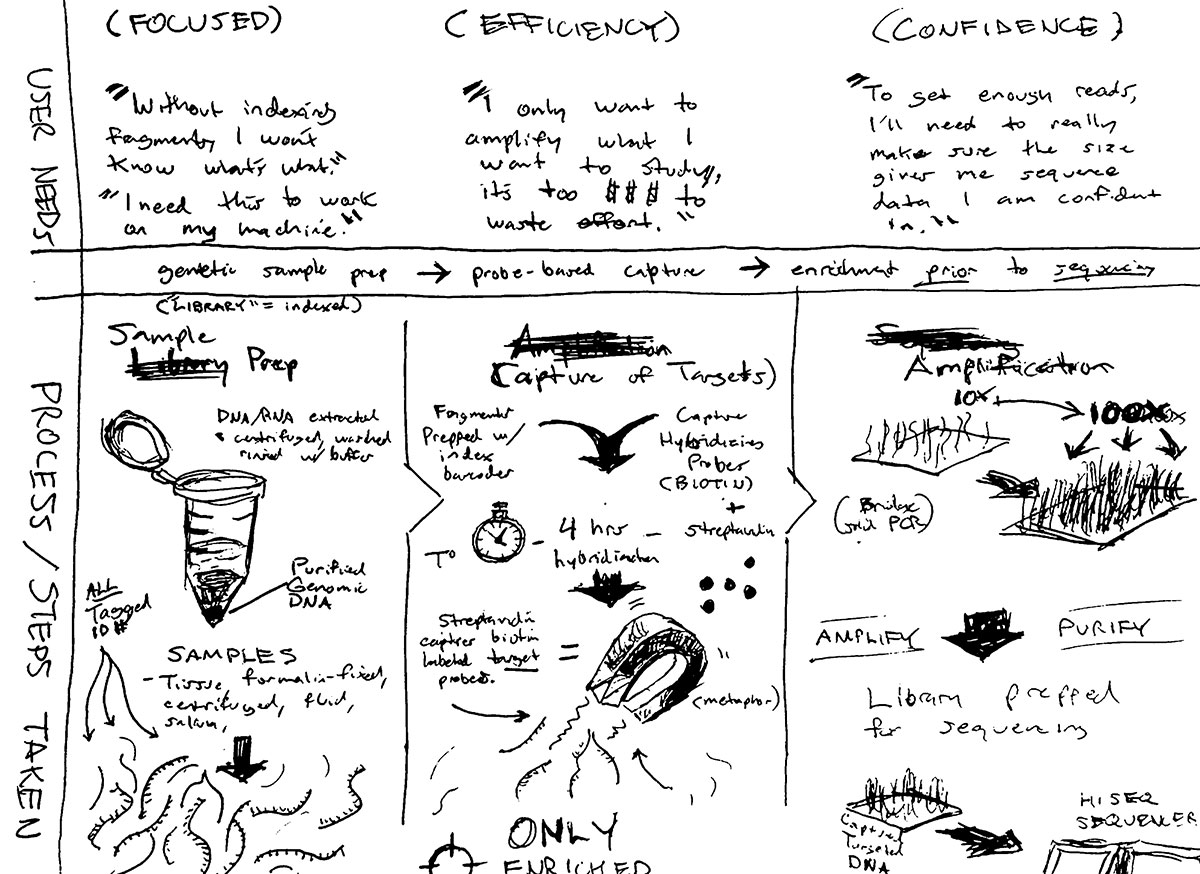 (FOCUSED)
(EFFICIENCY)
(CONFIDENCE)
USER NEEDS
"Without indexing
fragments I won't
know what's what."
"I need this to work
on my machine."
"I only want to
amplify what I
want to study,
it's too $$$ to
waste effort."
"To get enough reads,
I'll need to really
make sure the size
gives me sequence
data I am confident
in."
genetic sample prep → probe-based capture → enrichment prior to sequencing
("LIBRARY" = indexed)
PROCESS / STEPS TAKEN
Sample
Library Prep
DNA/RNA extracted
& centrifuged, washed
rinsed w/ buffer
Purified
Genomic
DNA
ALL
Tagged
ID #
SAMPLES
- Tissue, formalin-fixed,
centrifuged, fluid,
saliva,
Amplification
Capture of Targets)
Fragments
Prepped w/
index
barcodes
Capture
Hybridizing
Probes
(BIOTIN)
+
streptavidin
T° - 4 hrs -
hybridization
Streptavidin
captures biotin
labeled target
probes.
=
(metaphor)
ONLY
ENRICHED
Amplification
10x → 100x
(Bridge
PCR)
AMPLIFY
PURIFY
Library prepped
for sequencing
Captured
Targeted
DNA
HISEQ
SEQUENCER